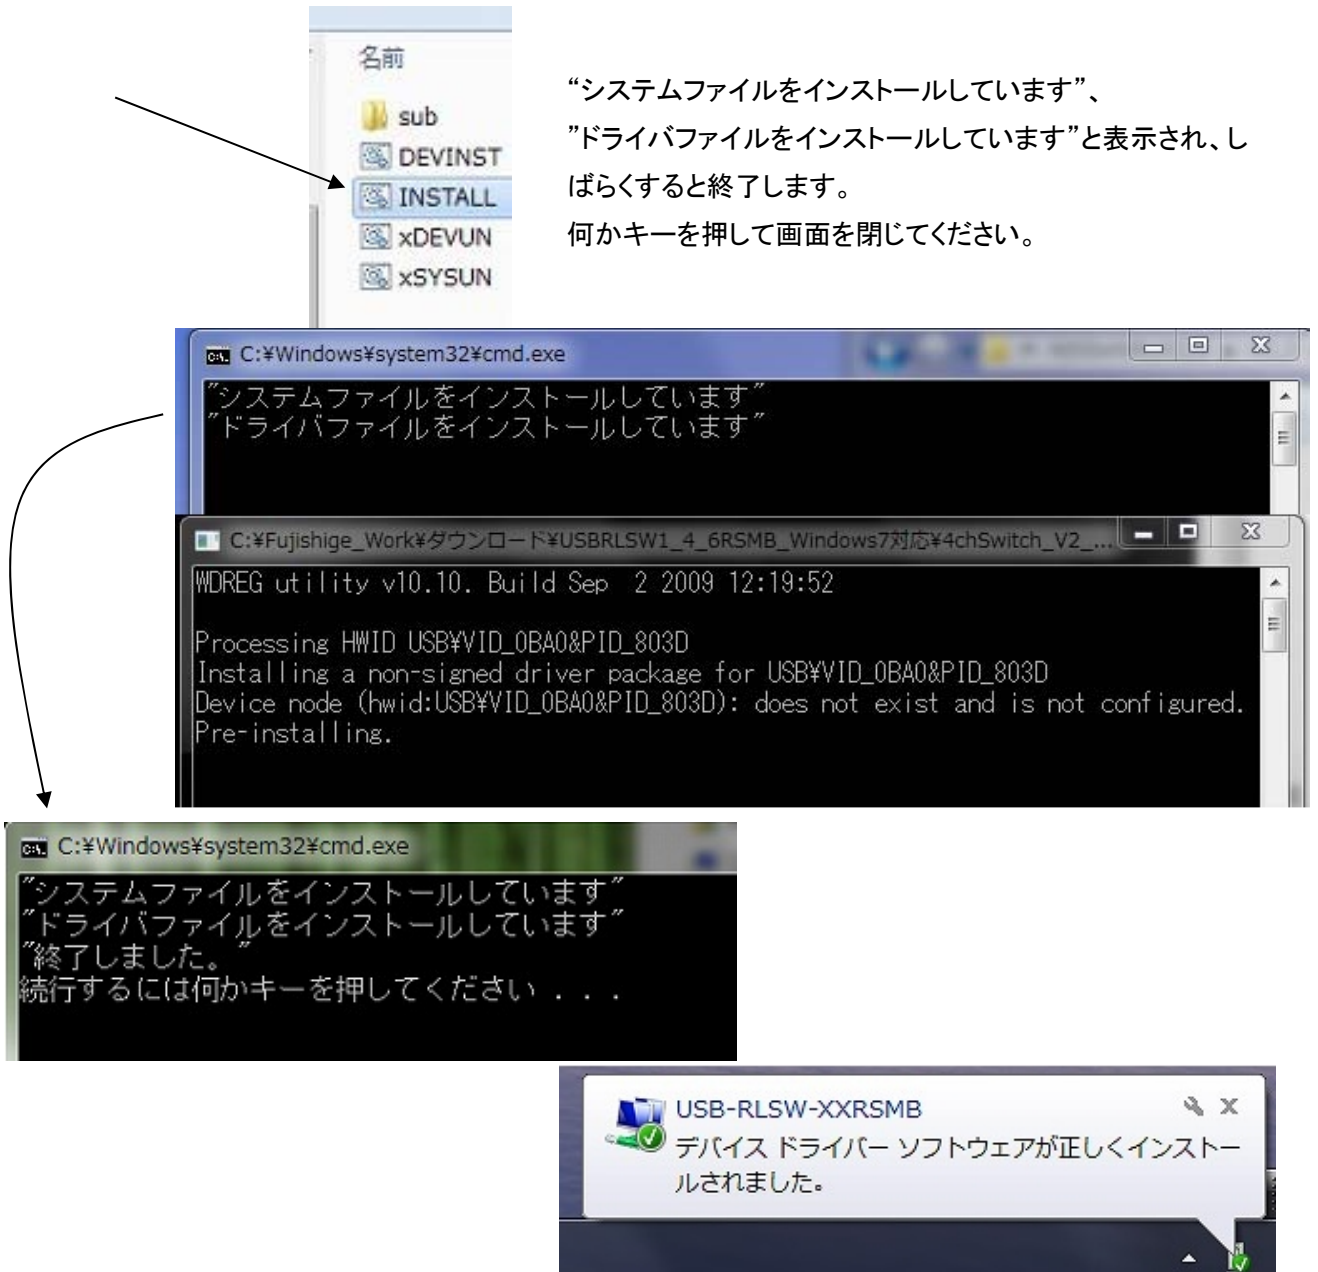 名前
sub
DEVINST
INSTALL
xDEVUN
xSYSUN
“システムファイルをインストールしています”、
”ドライバファイルをインストールしています”と表示され、し
ばらくすると終了します。
何かキーを押して画面を閉じてください。
C:¥Windows¥system32¥cmd.exe
"システムファイルをインストールしています"
"ドライバファイルをインストールしています"
C:¥Fujishige_Work¥ダウンロード¥USBRLSW1_4_6RSMB_Windows7対応¥4chSwitch_V2_...
WDREG utility v10.10. Build Sep  2 2009 12:19:52
Processing HWID USB¥VID_0BA0&PID_803D
Installing a non-signed driver package for USB¥VID_0BA0&PID_803D
Device node (hwid:USB¥VID_0BA0&PID_803D): does not exist and is not configured.
Pre-installing.
C:¥Windows¥system32¥cmd.exe
"システムファイルをインストールしています"
"ドライバファイルをインストールしています"
"終了しました。"
続行するには何かキーを押してください . . .
USB-RLSW-XXRSMB
デバイス ドライバー ソフトウェアが正しくインストー
ルされました。